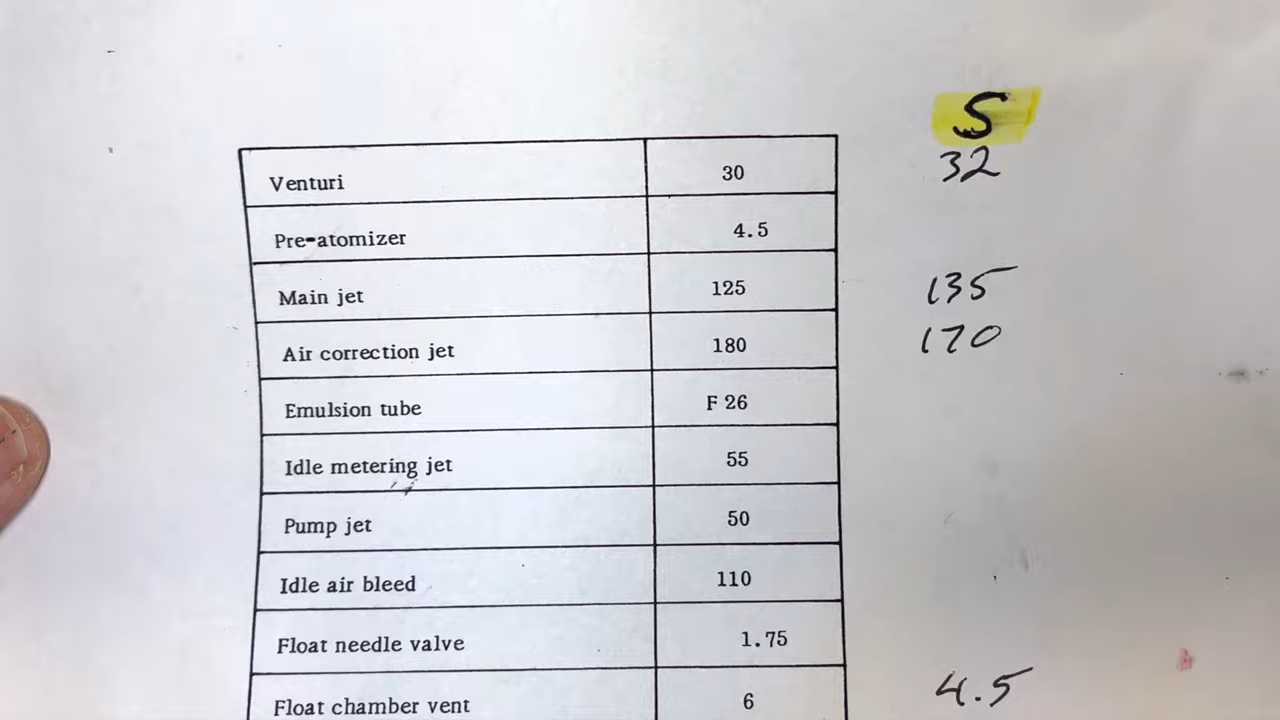 S
Venturi 30 32
Pre-atomizer 4.5
Main jet 125 135
Air correction jet 180 170
Emulsion tube F 26
Idle metering jet 55
Pump jet 50
Idle air bleed 110
Float needle valve 1.75
Float chamber vent 6 4.5